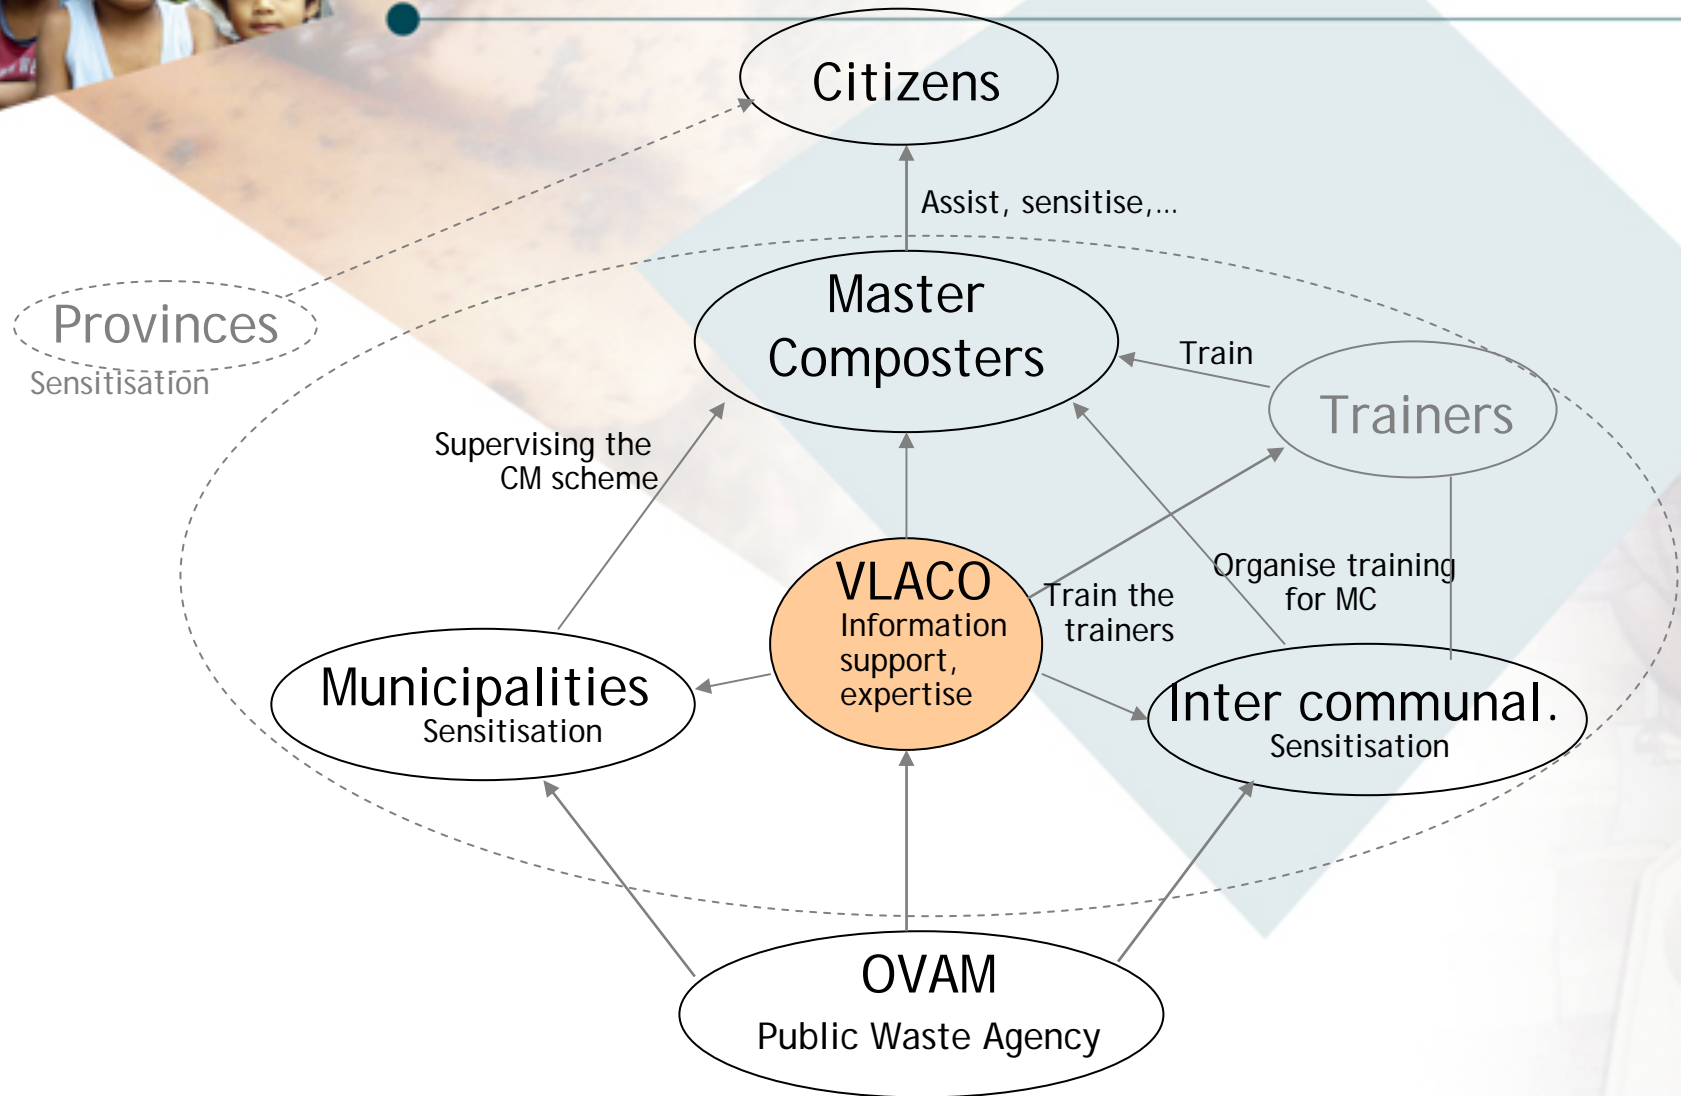 Citizens
Assist, sensitise,...
Master
Composters
Provinces
Sensitisation
Train
Trainers
Supervising the
CM scheme
VLACO
Information
support,
expertise
Train the
trainers
Organise training
for MC
Municipalities
Sensitisation
Inter communal.
Sensitisation
OVAM
Public Waste Agency